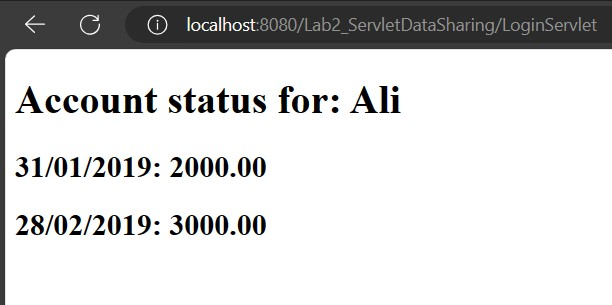 localhost:8080/Lab2_ServletDataSharing/LoginServlet
Account status for: Ali
31/01/2019: 2000.00
28/02/2019: 3000.00